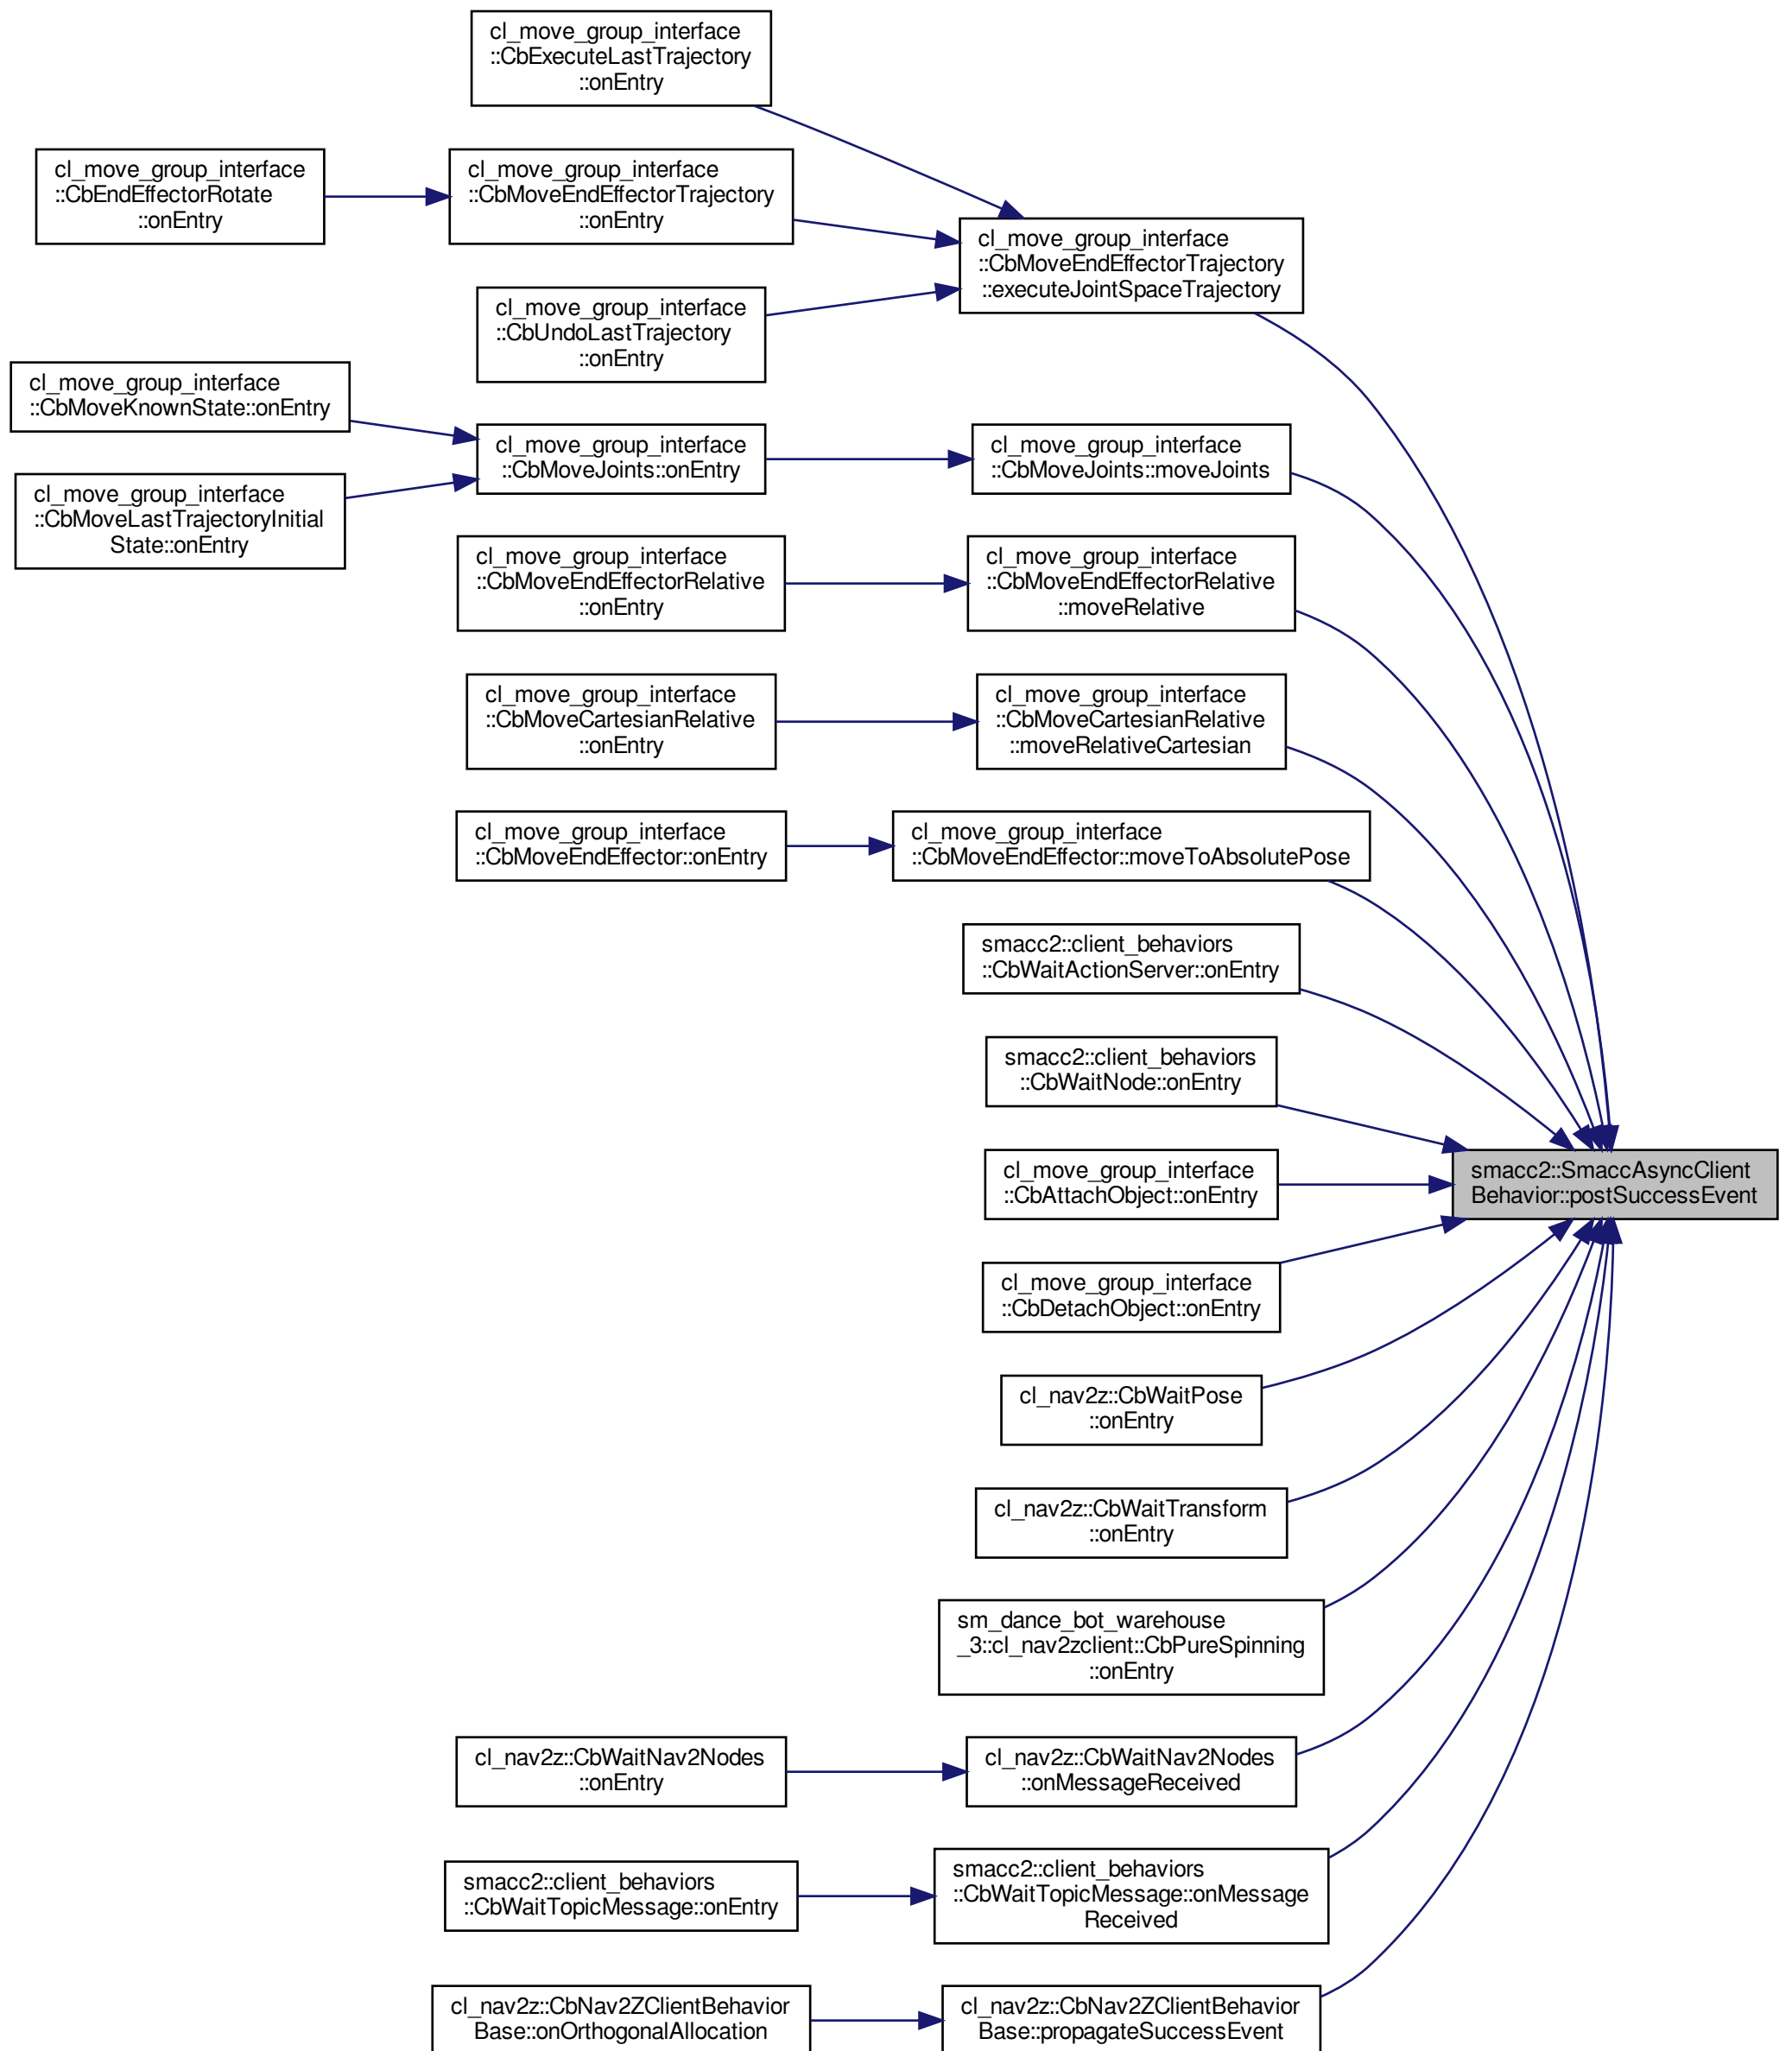 cl_move_group_interface
::CbExecuteLastTrajectory
::onEntry
cl_move_group_interface
::CbEndEffectorRotate
::onEntry
cl_move_group_interface
::CbMoveEndEffectorTrajectory
::onEntry
cl_move_group_interface
::CbMoveEndEffectorTrajectory
::executeJointSpaceTrajectory
cl_move_group_interface
::CbUndoLastTrajectory
::onEntry
cl_move_group_interface
::CbMoveKnownState::onEntry
cl_move_group_interface
::CbMoveJoints::onEntry
cl_move_group_interface
::CbMoveJoints::moveJoints
cl_move_group_interface
::CbMoveLastTrajectoryInitial
State::onEntry
cl_move_group_interface
::CbMoveEndEffectorRelative
::onEntry
cl_move_group_interface
::CbMoveEndEffectorRelative
::moveRelative
cl_move_group_interface
::CbMoveCartesianRelative
::onEntry
cl_move_group_interface
::CbMoveCartesianRelative
::moveRelativeCartesian
cl_move_group_interface
::CbMoveEndEffector::onEntry
cl_move_group_interface
::CbMoveEndEffector::moveToAbsolutePose
smacc2::client_behaviors
::CbWaitActionServer::onEntry
smacc2::client_behaviors
::CbWaitNode::onEntry
cl_move_group_interface
::CbAttachObject::onEntry
smacc2::SmaccAsyncClient
Behavior::postSuccessEvent
cl_move_group_interface
::CbDetachObject::onEntry
cl_nav2z::CbWaitPose
::onEntry
cl_nav2z::CbWaitTransform
::onEntry
sm_dance_bot_warehouse
_3::cl_nav2zclient::CbPureSpinning
::onEntry
cl_nav2z::CbWaitNav2Nodes
::onEntry
cl_nav2z::CbWaitNav2Nodes
::onMessageReceived
smacc2::client_behaviors
::CbWaitTopicMessage::onEntry
smacc2::client_behaviors
::CbWaitTopicMessage::onMessage
Received
cl_nav2z::CbNav2ZClientBehavior
Base::onOrthogonalAllocation
cl_nav2z::CbNav2ZClientBehavior
Base::propagateSuccessEvent